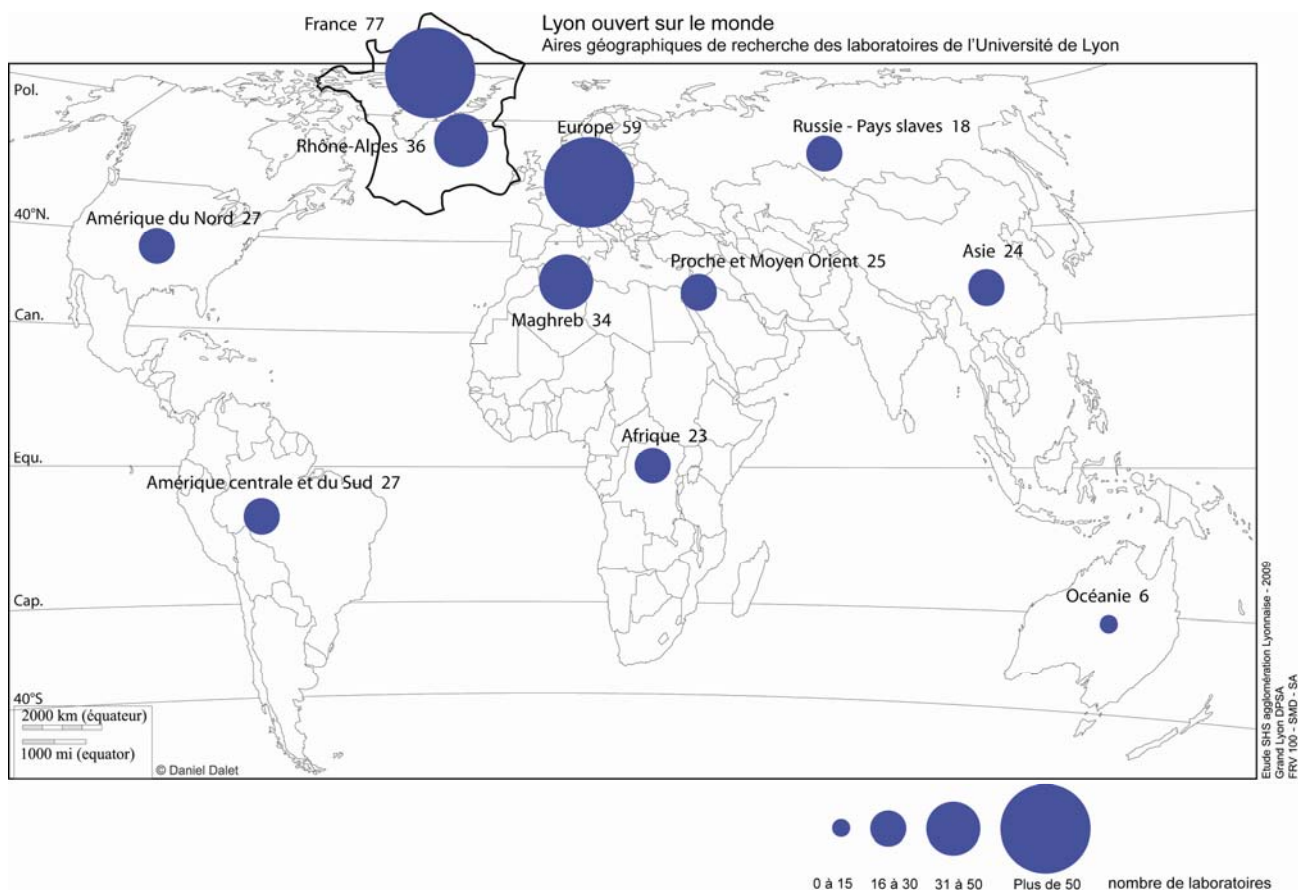 Lyon ouvert sur le monde
Aires géographiques de recherche des laboratoires de l'Université de Lyon
France 77
Pol.
Rhône-Alpes 36
Europe 59
Russie - Pays slaves 18
40°N.
Amérique du Nord 27
Proche et Moyen Orient 25
Asie 24
Can.
Maghreb 34
Afrique 23
Equ.
Amérique centrale et du Sud 27
Cap.
Océanie 6
40°S
2000 km (équateur)
1000 mi (equator)
© Daniel Dalet
Etude SHS agglomération Lyonnaise - 2009
Grand Lyon DPSA
FRV 100 - SMD - SA
0 à 15 16 à 30 31 à 50 Plus de 50 nombre de laboratoires